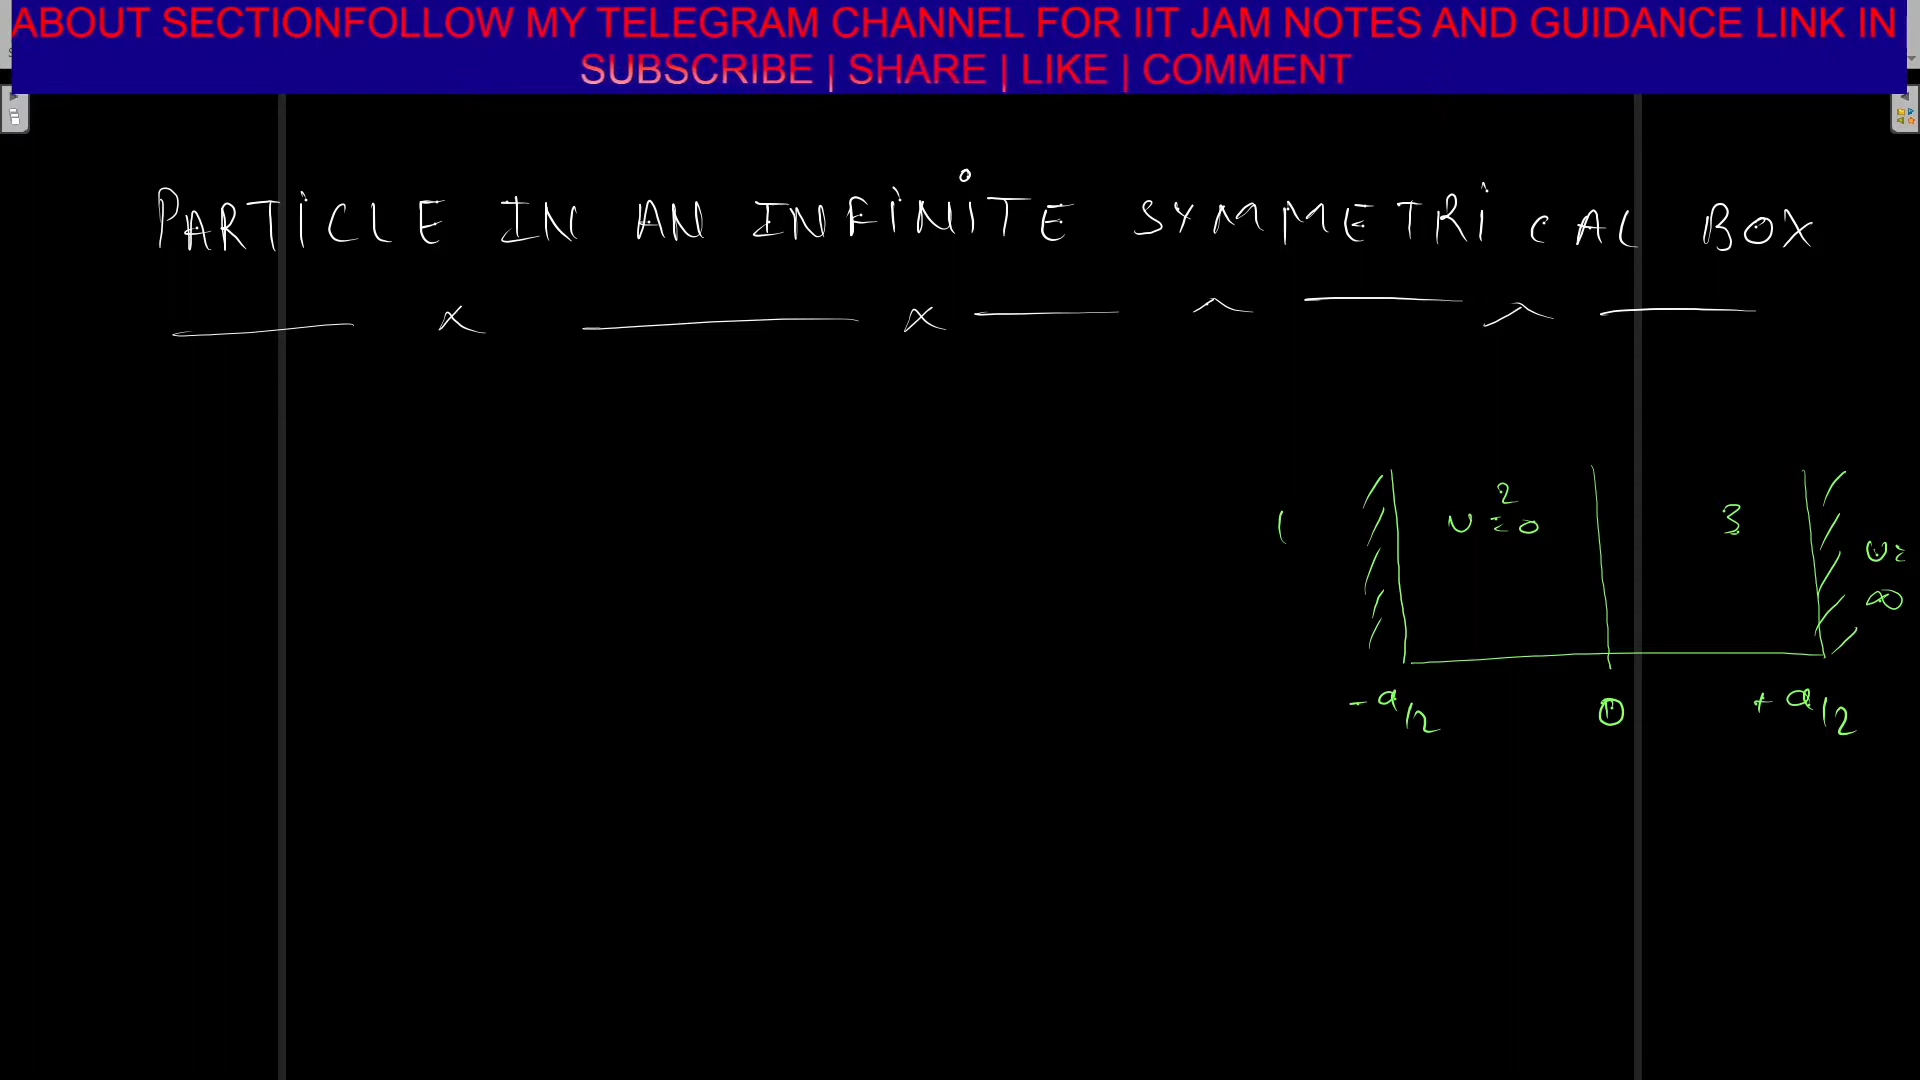 ABOUT SECTIONFOLLOW MY TELEGRAM CHANNEL FOR IIT JAM NOTES AND GUIDANCE LINK IN
SUBSCRIBE | SHARE | LIKE | COMMENT
PARTICLE IN AN INFINITE SYMMETRICAL BOX
1
2
V = 0
3
V =
∞
- a/2
0
+ a/2